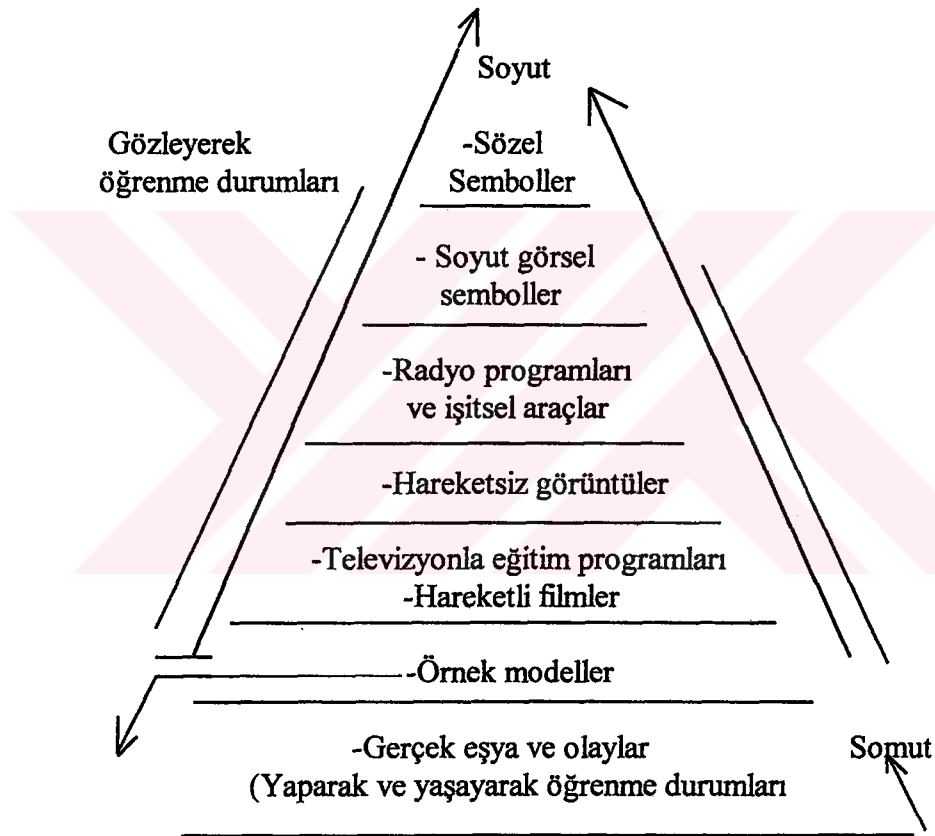 Soyut
Gözleyerek
öğrenme durumları
-Sözel
Semboller
- Soyut görsel
semboller
-Radyo programları
ve işitsel araçlar
-Hareketsiz görüntüler
-Televizyonla eğitim programları
-Hareketli filmler
-Örnek modeller
-Gerçek eşya ve olaylar
Somut
(Yaparak ve yaşayarak öğrenme durumları